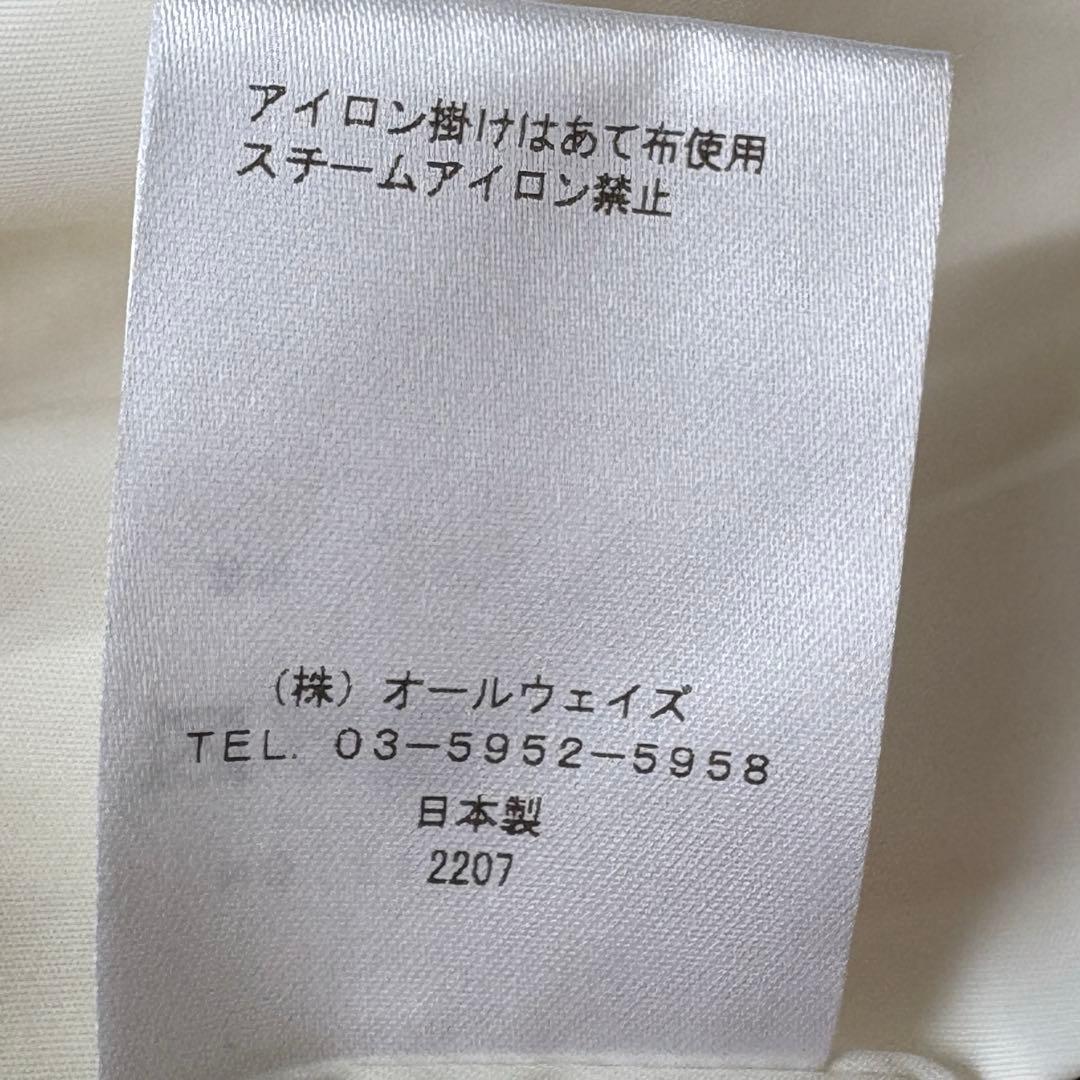 アイロン掛けはあて布使用
スチームアイロン禁止
（株）オールウェイズ
TEL. 03-5952-5958
日本製
2207